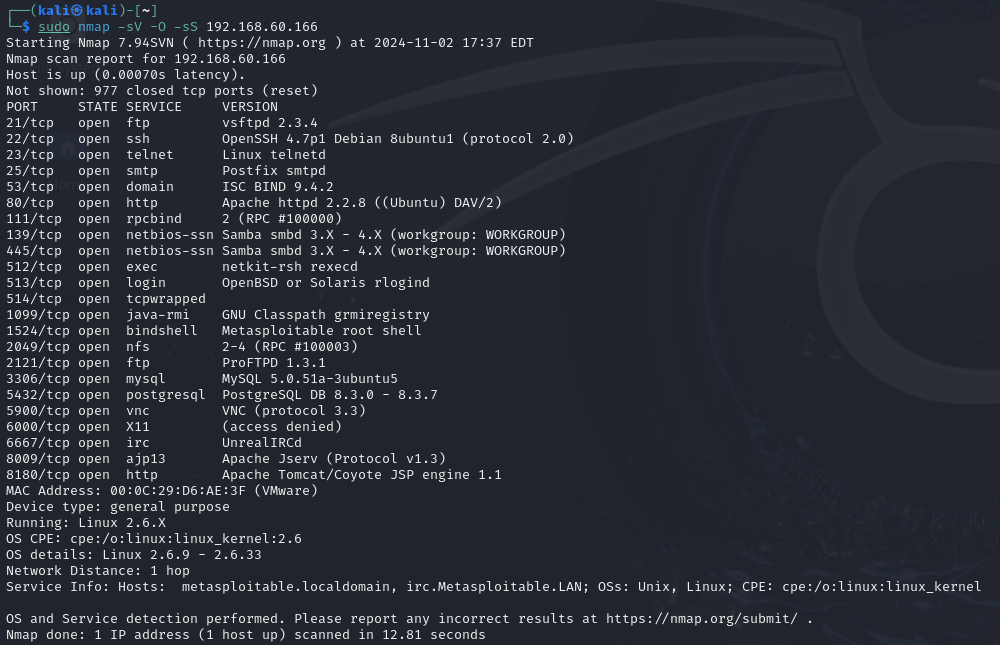 ┌──(kali㉿kali)-[~]
└─$ sudo nmap -sV -O -sS 192.168.60.166
Starting Nmap 7.94SVN ( https://nmap.org ) at 2024-11-02 17:37 EDT
Nmap scan report for 192.168.60.166
Host is up (0.00070s latency).
Not shown: 977 closed tcp ports (reset)
PORT     STATE SERVICE     VERSION
21/tcp   open  ftp         vsftpd 2.3.4
22/tcp   open  ssh         OpenSSH 4.7p1 Debian 8ubuntu1 (protocol 2.0)
23/tcp   open  telnet      Linux telnetd
25/tcp   open  smtp        Postfix smtpd
53/tcp   open  domain      ISC BIND 9.4.2
80/tcp   open  http        Apache httpd 2.2.8 ((Ubuntu) DAV/2)
111/tcp  open  rpcbind     2 (RPC #100000)
139/tcp  open  netbios-ssn Samba smbd 3.X - 4.X (workgroup: WORKGROUP)
445/tcp  open  netbios-ssn Samba smbd 3.X - 4.X (workgroup: WORKGROUP)
512/tcp  open  exec        netkit-rsh rexecd
513/tcp  open  login       OpenBSD or Solaris rlogind
514/tcp  open  tcpwrapped
1099/tcp open  java-rmi    GNU Classpath grmiregistry
1524/tcp open  bindshell   Metasploitable root shell
2049/tcp open  nfs         2-4 (RPC #100003)
2121/tcp open  ftp         ProFTPD 1.3.1
3306/tcp open  mysql       MySQL 5.0.51a-3ubuntu5
5432/tcp open  postgresql  PostgreSQL DB 8.3.0 - 8.3.7
5900/tcp open  vnc         VNC (protocol 3.3)
6000/tcp open  X11         (access denied)
6667/tcp open  irc         UnrealIRCd
8009/tcp open  ajp13       Apache Jserv (Protocol v1.3)
8180/tcp open  http        Apache Tomcat/Coyote JSP engine 1.1
MAC Address: 00:0C:29:D6:AE:3F (VMware)
Device type: general purpose
Running: Linux 2.6.X
OS CPE: cpe:/o:linux:linux_kernel:2.6
OS details: Linux 2.6.9 - 2.6.33
Network Distance: 1 hop
Service Info: Hosts:  metasploitable.localdomain, irc.Metasploitable.LAN; OSs: Unix, Linux; CPE: cpe:/o:linux:linux_kernel

OS and Service detection performed. Please report any incorrect results at https://nmap.org/submit/ .
Nmap done: 1 IP address (1 host up) scanned in 12.81 seconds